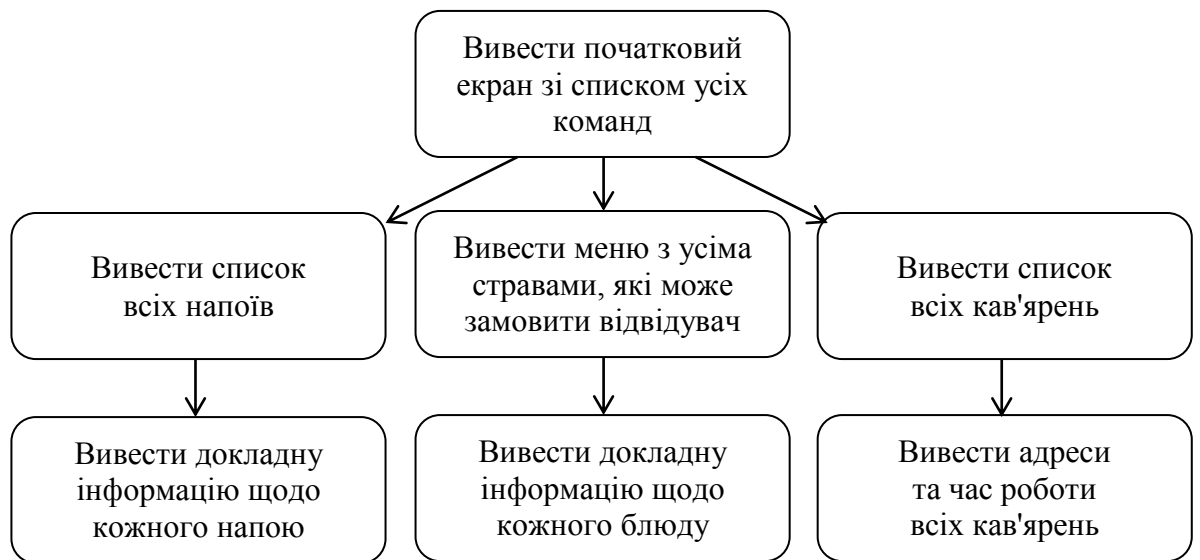 Вивести початковий
екран зі списком усіх
команд
Вивести список
всіх напоїв
Вивести меню з усіма
стравами, які може
замовити відвідувач
Вивести список
всіх кав'ярень
Вивести докладну
інформацію щодо
кожного напою
Вивести докладну
інформацію щодо
кожного блюду
Вивести адреси
та час роботи
всіх кав'ярень